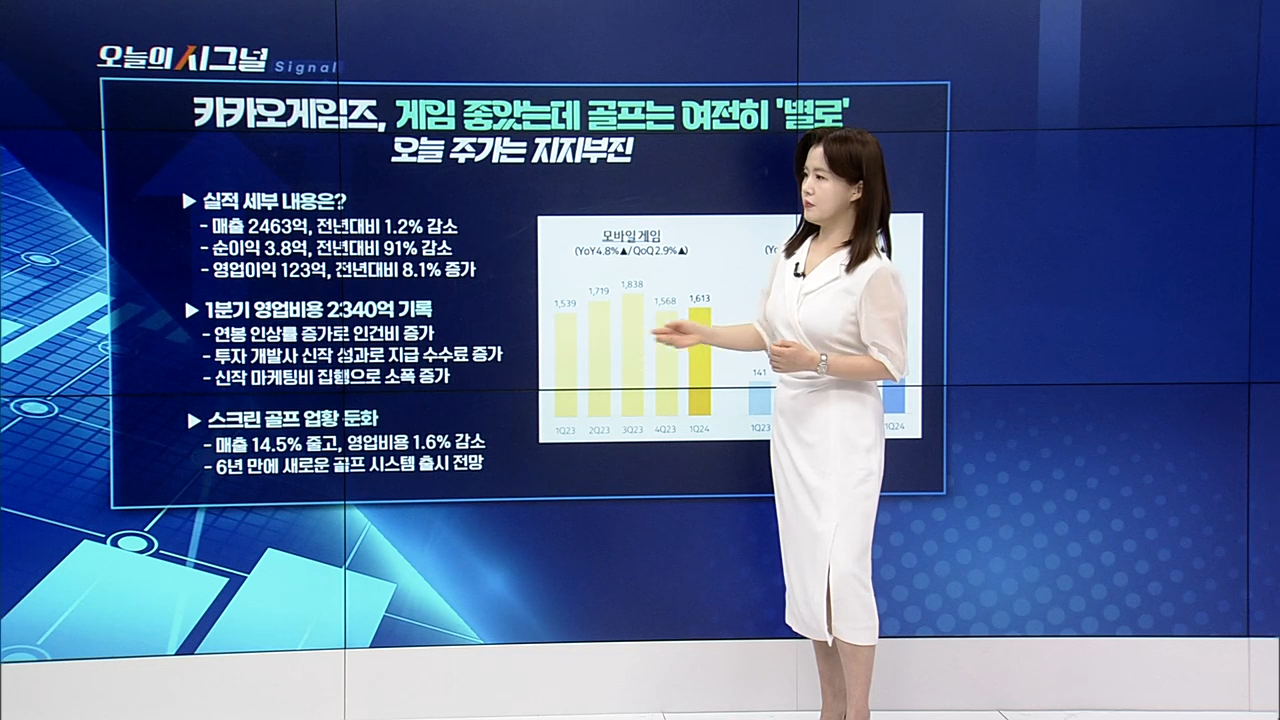 오늘의 시그널 Signal
카카오게임즈, 게임 좋았는데 골프는 여전히 '별로'
오늘 주가는 지지부진
▶ 실적 세부 내용은?
- 매출 2463억, 전년대비 1.2% 감소
- 순이익 3.8억, 전년대비 91% 감소
- 영업이익 123억, 전년대비 8.1% 증가
▶ 1분기 영업비용 2340억 기록
- 연봉 인상률 증가로 인건비 증가
- 투자 개발사 신작 성과로 지급 수수료 증가
- 신작 마케팅비 집행으로 소폭 증가
▶ 스크린 골프 업황 둔화
- 매출 14.5% 줄고, 영업비용 1.6% 감소
- 6년 만에 새로운 골프 시스템 출시 전망
모바일 게임
(YoY 4.8%▲/ QoQ 2.9%▲)
1,539 1,719 1,838 1,568 1,613
1Q23 2Q23 3Q23 4Q23 1Q24
141
1Q23 1Q24